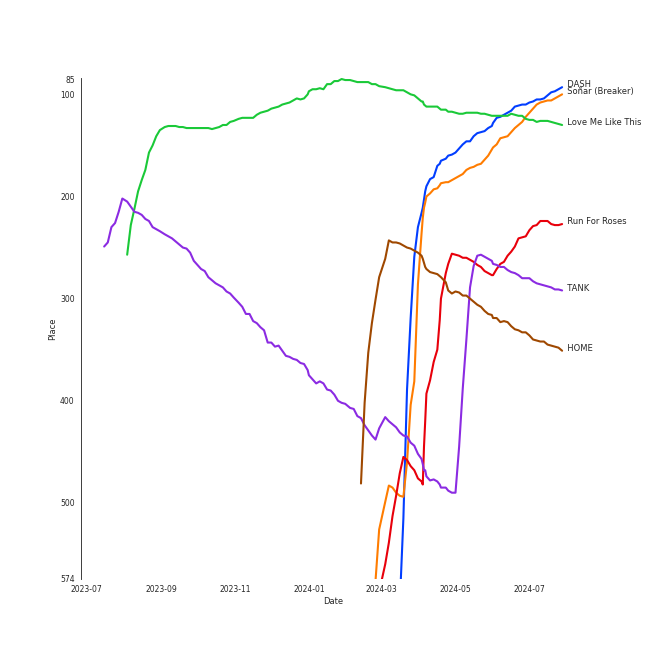 85
100
200
300
400
500
574
Place
2023-07
2023-09
2023-11
2024-01
2024-03
2024-05
2024-07
Date
DASH
Sonar (Breaker)
Love Me Like This
Run For Roses
TANK
HOME